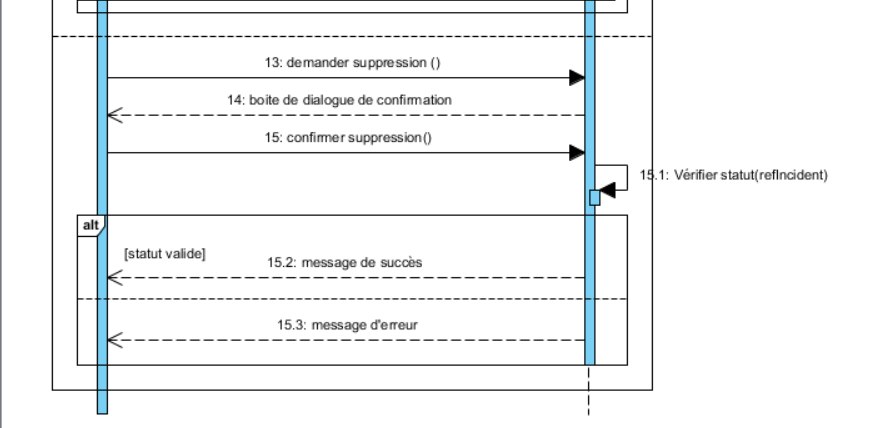 13: demander suppression ()
14: boite de dialogue de confirmation
15: confirmer suppression()
15.1: Vérifier statut(refIncident)
alt
[statut valide]
15.2: message de succès
15.3: message d'erreur